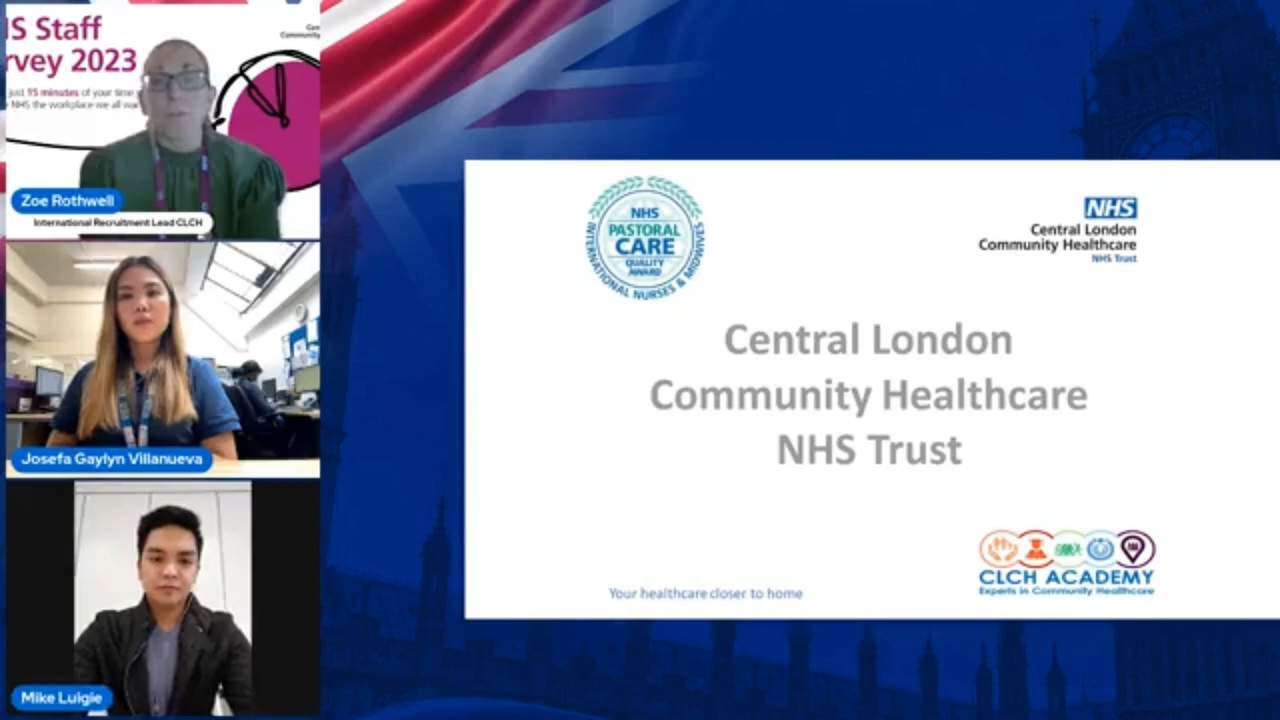 IS Staff
rvey 2023
just 15 minutes of your time
NHS the workplace we all
Zoe Rothwell
International Recruitment Lead CLCH
Josefa Gaylyn Villanueva
Mike Luigie
NHS
PASTORAL
CARE
QUALITY
AWARD
INTERNATIONAL NURSES & MIDWIVES
NHS
Central London
Community Healthcare
NHS Trust
Central London
Community Healthcare
NHS Trust
Your healthcare closer to home
CLCH ACADEMY
Experts in Community Healthcare